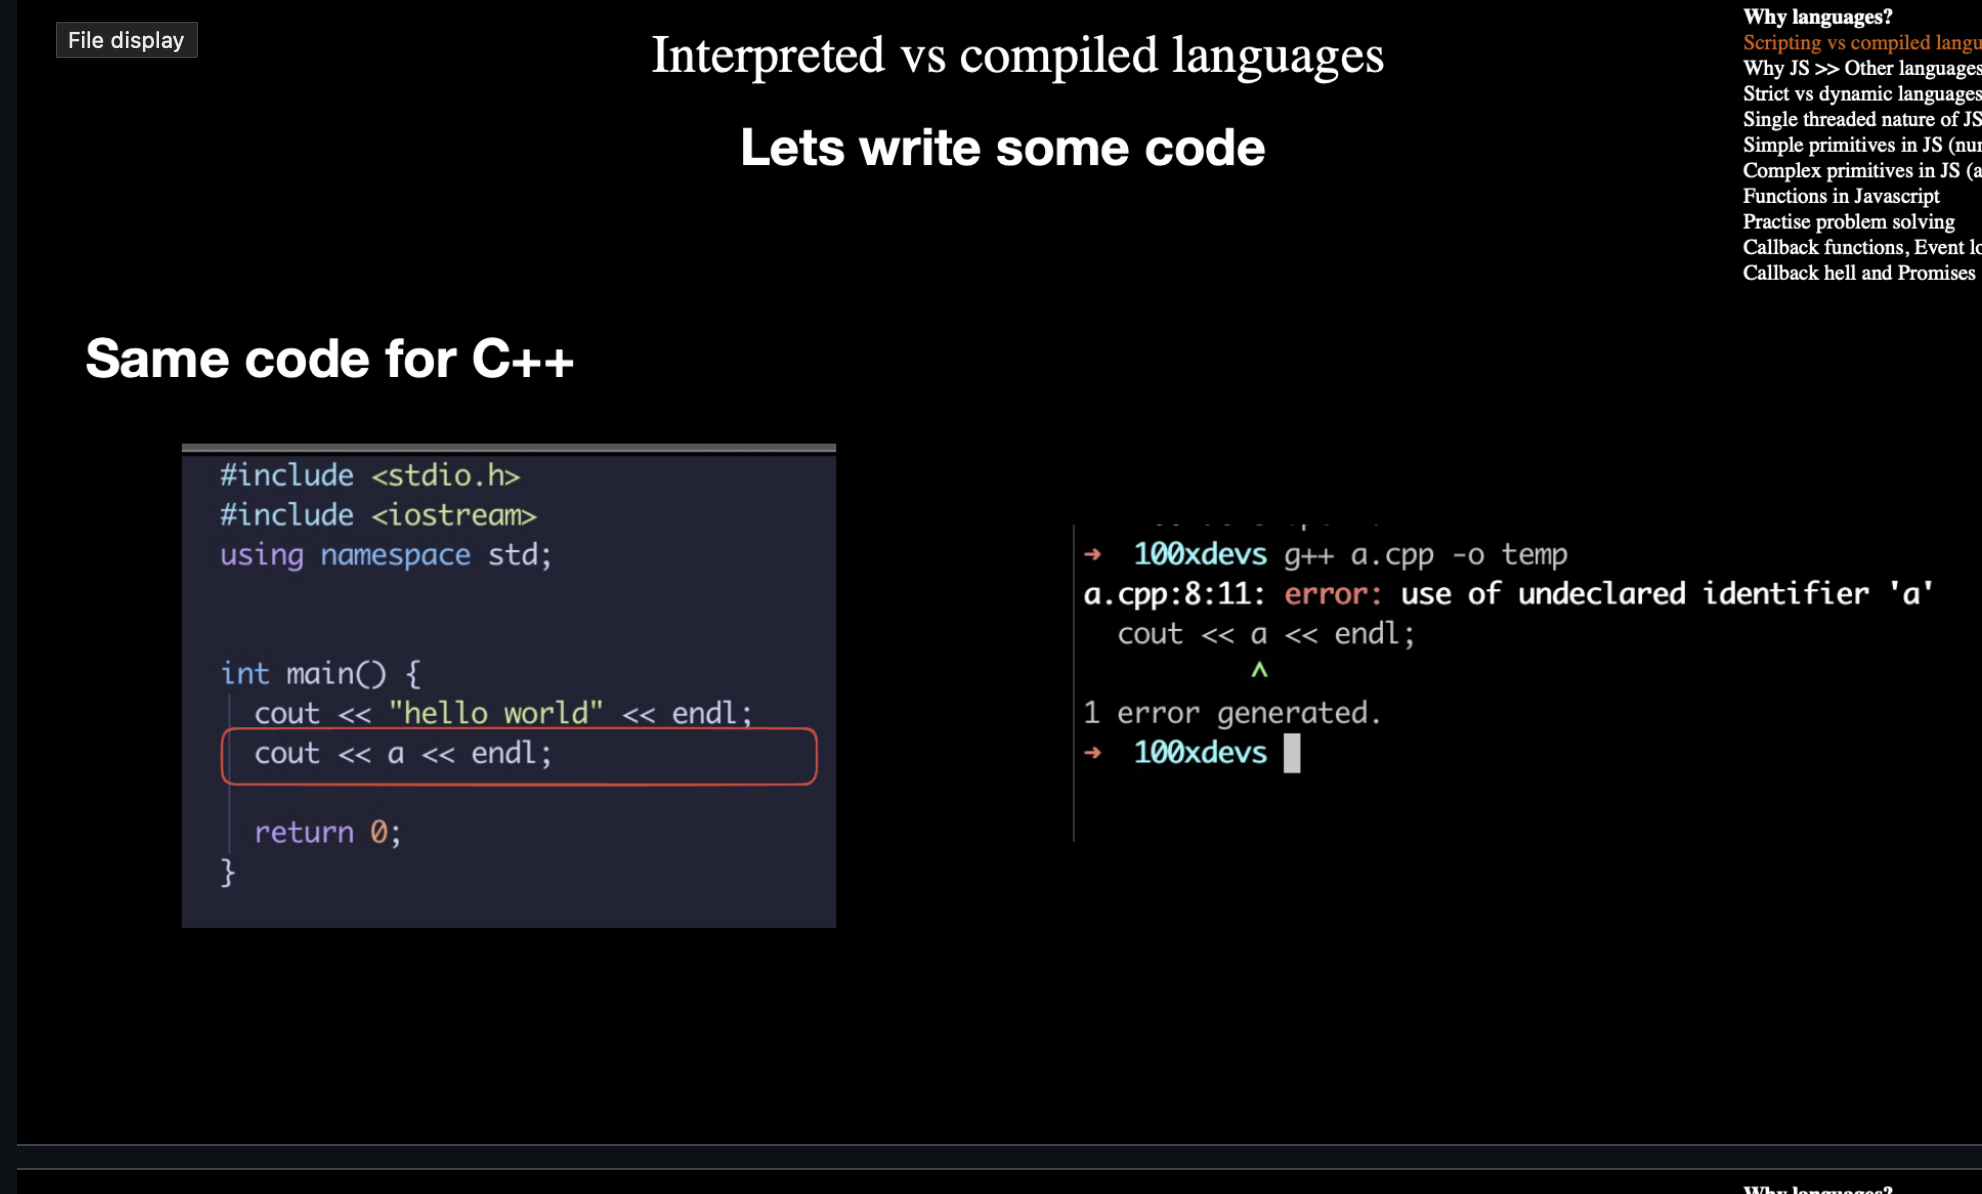 File display
Interpreted vs compiled languages
Lets write some code
Why languages?
Scripting vs compiled langu
Why JS >> Other languages
Strict vs dynamic languages
Single threaded nature of JS
Simple primitives in JS (nu
Complex primitives in JS (a
Functions in Javascript
Practise problem solving
Callback functions, Event lo
Callback hell and Promises
Same code for C++
#include <stdio.h>
#include <iostream>
using namespace std;
int main() {
cout << "hello world" << endl;
cout << a << endl;
return 0;
}
→ 100xdevs g++ a.cpp -o temp
a.cpp:8:11: error: use of undeclared identifier 'a'
cout << a << endl;
^
1 error generated.
→ 100xdevs
Why languages?